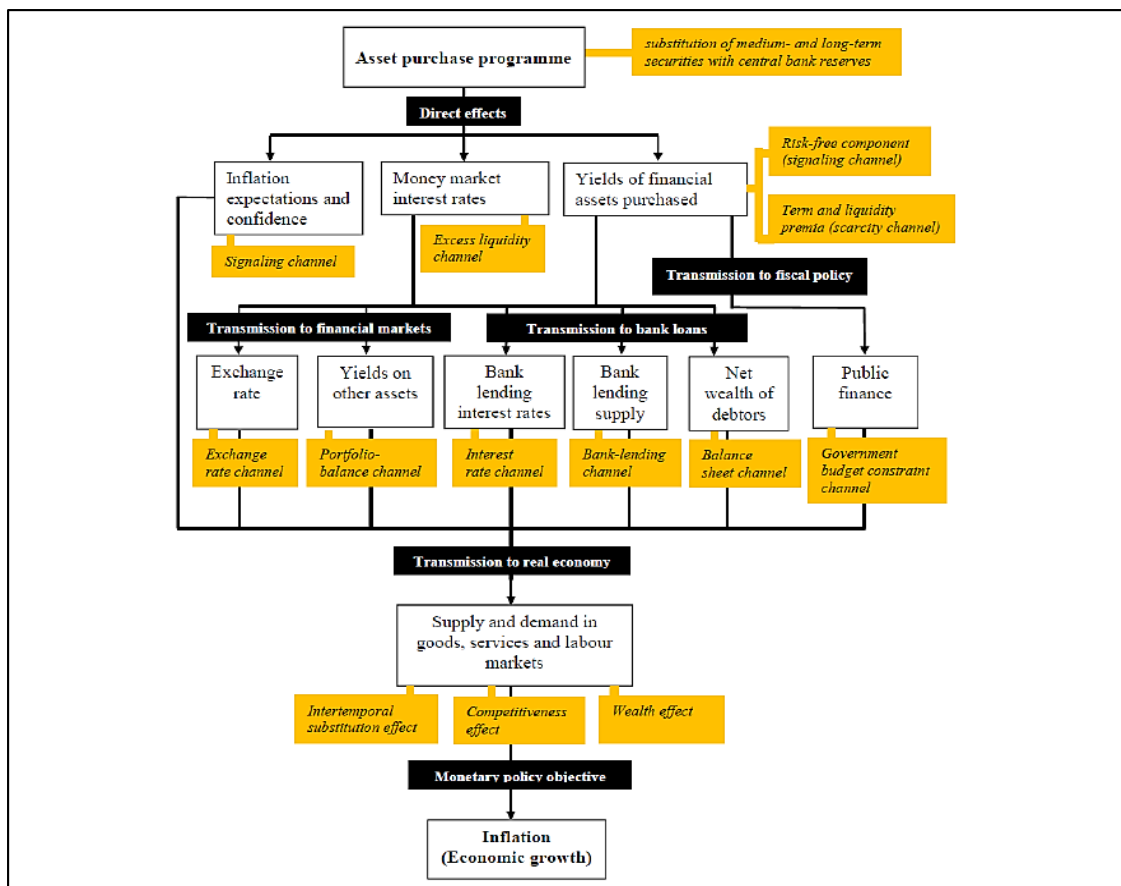 Asset purchase programme
substitution of medium- and long-term
securities with central bank reserves
Direct effects
Inflation
expectations and
confidence
Signaling channel
Money market
interest rates
Excess liquidity
channel
Yields of financial
assets purchased
Risk-free component
(signaling channel)
Term and liquidity
premia (scarcity channel)
Transmission to fiscal policy
Transmission to financial markets
Transmission to bank loans
Exchange
rate
Exchange
rate channel
Yields on
other assets
Portfolio-
balance channel
Bank
lending
interest rates
Interest
rate channel
Bank
lending
supply
Bank-lending
channel
Net
wealth of
debtors
Balance
sheet channel
Public
finance
Government
budget constraint
channel
Transmission to real economy
Supply and demand in
goods, services and labour
markets
Intertemporal
substitution effect
Competitiveness
effect
Wealth effect
Monetary policy objective
Inflation
(Economic growth)